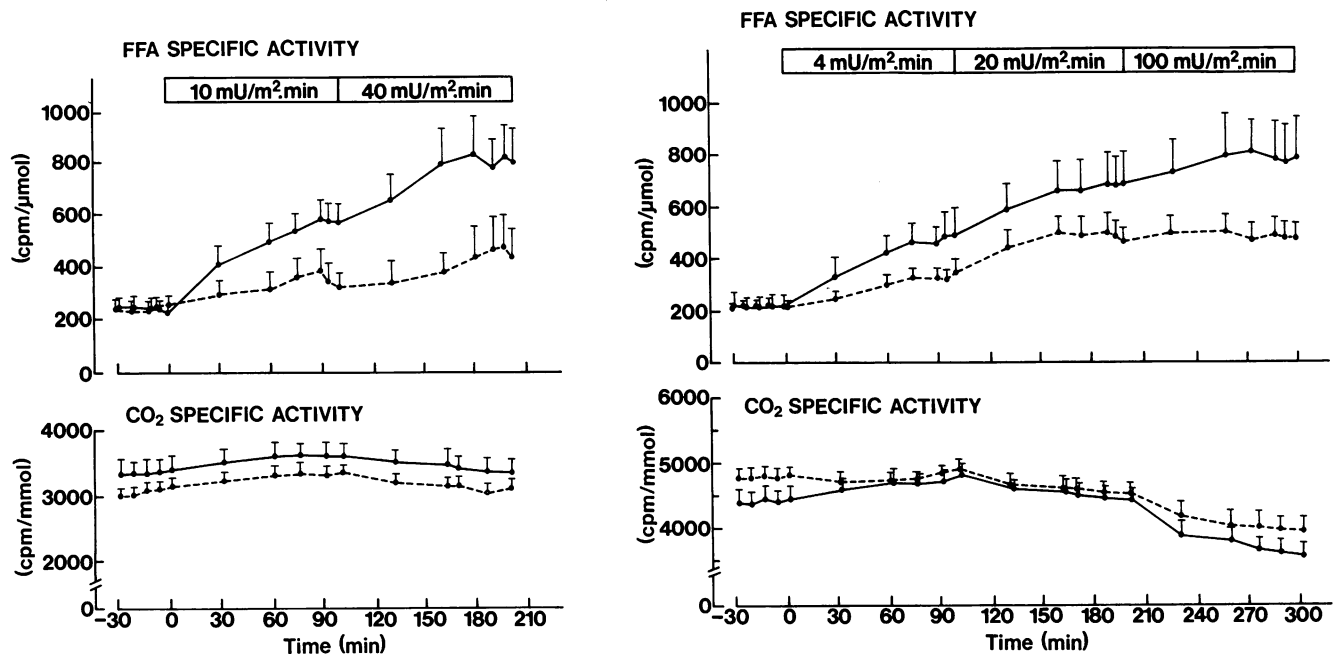 FFA SPECIFIC ACTIVITY
10 mU/m².min 40 mU/m².min
(cpm/μmol)
1000
800
600
400
200
0
CO₂ SPECIFIC ACTIVITY
(cpm/mmol)
4000
3000
2000
0
-30 0 30 60 90 120 150 180 210
Time (min)
FFA SPECIFIC ACTIVITY
4 mU/m².min 20 mU/m².min 100 mU/m².min
(cpm/μmol)
1000
800
600
400
200
0
CO₂ SPECIFIC ACTIVITY
(cpm/mmol)
6000
5000
4000
0
-30 0 30 60 90 120 150 180 210 240 270 300
Time (min)